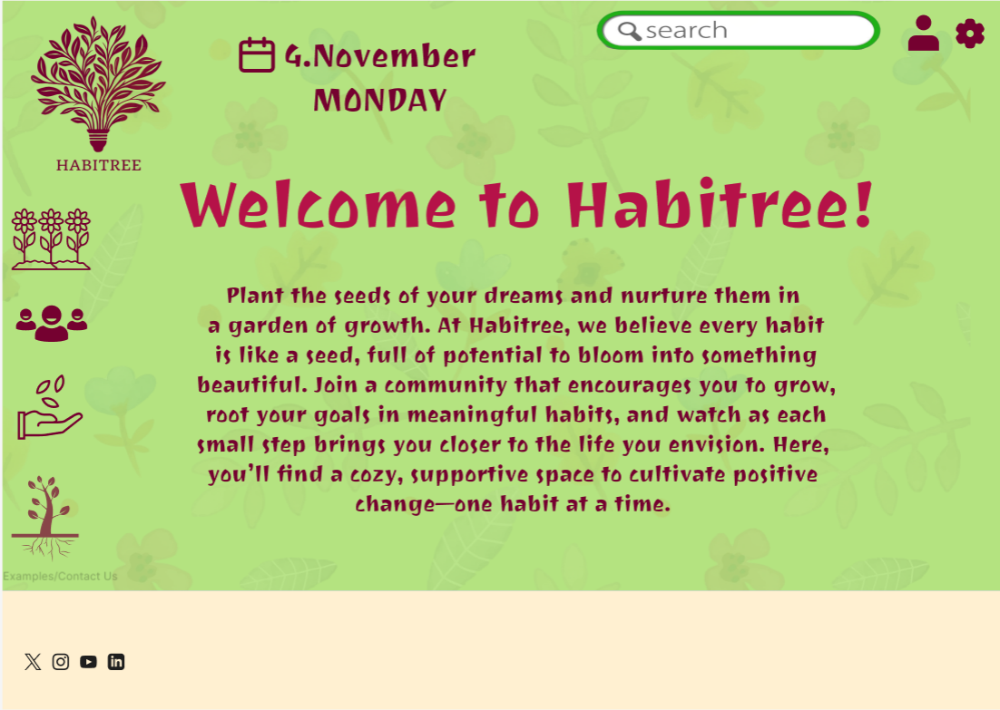 HABITREE
4.November
MONDAY
search
Welcome to Habitree!
Plant the seeds of your dreams and nurture them in
a garden of growth. At Habitree, we believe every habit
is like a seed, full of potential to bloom into something
beautiful. Join a community that encourages you to grow,
root your goals in meaningful habits, and watch as each
small step brings you closer to the life you envision. Here,
you’ll find a cozy, supportive space to cultivate positive
change—one habit at a time.
Examples/Contact Us